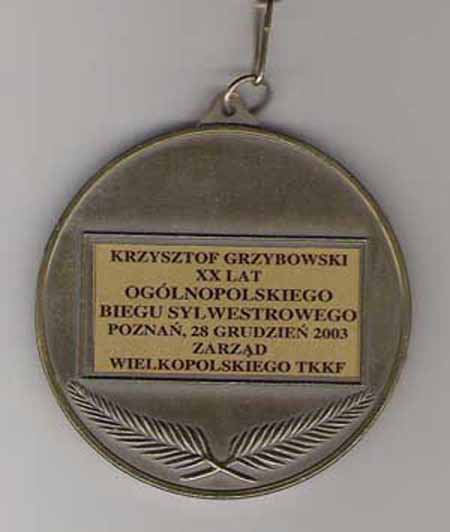 KRZYSZTOF GRZYBOWSKI
XX LAT
OGÓLNOPOLSKIEGO
BIEGU SYLWESTROWEGO
POZNAŃ, 28 GRUDZIEŃ 2003
ZARZĄD
WIELKOPOLSKIEGO TKKF